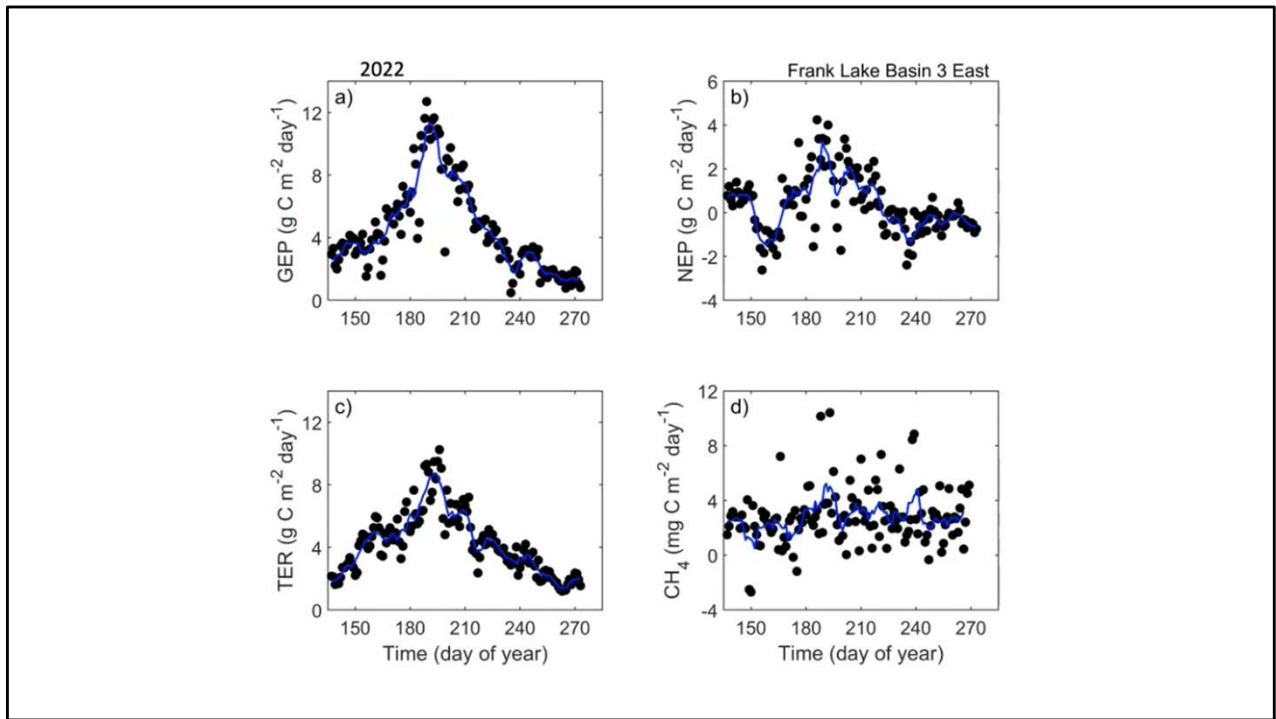 2022
Frank Lake Basin 3 East
a)
GEP (g C m⁻² day⁻¹)
12
8
4
0
150 180 210 240 270
b)
NEP (g C m⁻² day⁻¹)
6
4
2
0
-2
-4
150 180 210 240 270
c)
TER (g C m⁻² day⁻¹)
12
8
4
0
150 180 210 240 270
Time (day of year)
d)
CH₄ (mg C m⁻² day⁻¹)
12
8
4
0
-4
150 180 210 240 270
Time (day of year)